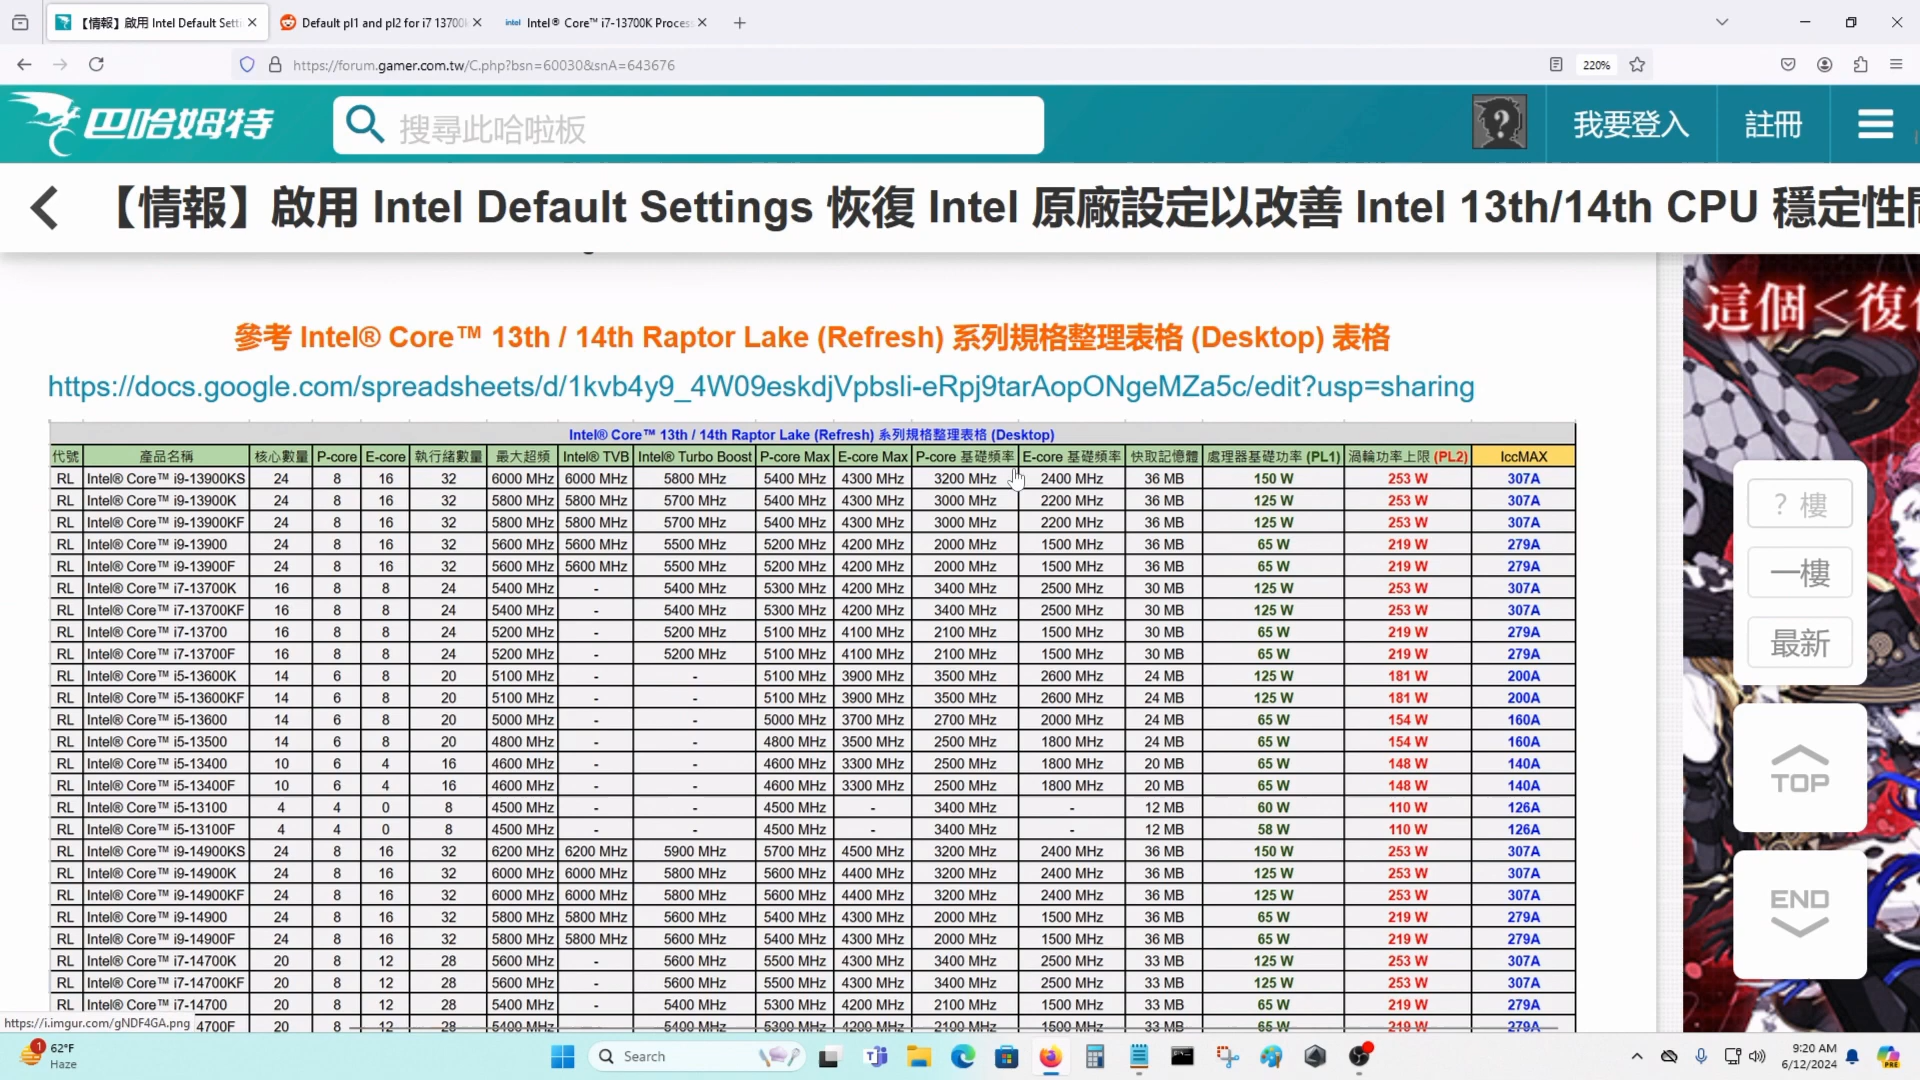 【情報】啟用 Intel Default Setti
Default pl1 and pl2 for i7 13700
intel Intel® Core™ i7-13700K Process
https://forum.gamer.com.tw/C.php?bsn=60030&snA=643676
220%
巴哈姆特
搜尋此哈啦板
?
我要登入
註冊
【情報】啟用 Intel Default Settings 恢復 Intel 原廠設定以改善 Intel 13th/14th CPU 穩定性
這個<復
參考 Intel® Core™ 13th / 14th Raptor Lake (Refresh) 系列規格整理表格 (Desktop) 表格
https://docs.google.com/spreadsheets/d/1kvb4y9_4W09eskdjVpbsli-eRpj9tarAopONgeMZa5c/edit?usp=sharing
Intel® Core™ 13th / 14th Raptor Lake (Refresh) 系列規格整理表格 (Desktop)
代號 產品名稱 核心數量 P-core E-core 執行緒數量 最大超頻 Intel® TVB Intel® Turbo Boost P-core Max E-core Max P-core 基礎頻率 E-core 基礎頻率 快取記憶體 處理器基礎功率 (PL1) 渦輪功率上限 (PL2) IccMAX
RL Intel® Core™ i9-13900KS 24 8 16 32 6000 MHz 6000 MHz 5800 MHz 5400 MHz 4300 MHz 3200 MHz 2400 MHz 36 MB 150 W 253 W 307A
RL Intel® Core™ i9-13900K 24 8 16 32 5800 MHz 5800 MHz 5700 MHz 5400 MHz 4300 MHz 3000 MHz 2200 MHz 36 MB 125 W 253 W 307A
RL Intel® Core™ i9-13900KF 24 8 16 32 5800 MHz 5800 MHz 5700 MHz 5400 MHz 4300 MHz 3000 MHz 2200 MHz 36 MB 125 W 253 W 307A
RL Intel® Core™ i9-13900 24 8 16 32 5600 MHz 5600 MHz 5500 MHz 5200 MHz 4200 MHz 2000 MHz 1500 MHz 36 MB 65 W 219 W 279A
RL Intel® Core™ i9-13900F 24 8 16 32 5600 MHz 5600 MHz 5500 MHz 5200 MHz 4200 MHz 2000 MHz 1500 MHz 36 MB 65 W 219 W 279A
RL Intel® Core™ i7-13700K 16 8 8 24 5400 MHz - 5400 MHz 5300 MHz 4200 MHz 3400 MHz 2500 MHz 30 MB 125 W 253 W 307A
RL Intel® Core™ i7-13700KF 16 8 8 24 5400 MHz - 5400 MHz 5300 MHz 4200 MHz 3400 MHz 2500 MHz 30 MB 125 W 253 W 307A
RL Intel® Core™ i7-13700 16 8 8 24 5200 MHz - 5200 MHz 5100 MHz 4100 MHz 2100 MHz 1500 MHz 30 MB 65 W 219 W 279A
RL Intel® Core™ i7-13700F 16 8 8 24 5200 MHz - 5200 MHz 5100 MHz 4100 MHz 2100 MHz 1500 MHz 30 MB 65 W 219 W 279A
RL Intel® Core™ i5-13600K 14 6 8 20 5100 MHz - - 5100 MHz 3900 MHz 3500 MHz 2600 MHz 24 MB 125 W 181 W 200A
RL Intel® Core™ i5-13600KF 14 6 8 20 5100 MHz - - 5100 MHz 3900 MHz 3500 MHz 2600 MHz 24 MB 125 W 181 W 200A
RL Intel® Core™ i5-13600 14 6 8 20 5000 MHz - - 5000 MHz 3700 MHz 2700 MHz 2000 MHz 24 MB 65 W 154 W 160A
RL Intel® Core™ i5-13500 14 6 8 20 4800 MHz - - 4800 MHz 3500 MHz 2500 MHz 1800 MHz 24 MB 65 W 154 W 160A
RL Intel® Core™ i5-13400 10 6 4 16 4600 MHz - - 4600 MHz 3300 MHz 2500 MHz 1800 MHz 20 MB 65 W 148 W 140A
RL Intel® Core™ i5-13400F 10 6 4 16 4600 MHz - - 4600 MHz 3300 MHz 2500 MHz 1800 MHz 20 MB 65 W 148 W 140A
RL Intel® Core™ i5-13100 4 4 0 8 4500 MHz - - 4500 MHz - 3400 MHz - 12 MB 60 W 110 W 126A
RL Intel® Core™ i5-13100F 4 4 0 8 4500 MHz - - 4500 MHz - 3400 MHz - 12 MB 58 W 110 W 126A
RL Intel® Core™ i9-14900KS 24 8 16 32 6200 MHz 6200 MHz 5900 MHz 5700 MHz 4500 MHz 3200 MHz 2400 MHz 36 MB 150 W 253 W 307A
RL Intel® Core™ i9-14900K 24 8 16 32 6000 MHz 6000 MHz 5800 MHz 5600 MHz 4400 MHz 3200 MHz 2400 MHz 36 MB 125 W 253 W 307A
RL Intel® Core™ i9-14900KF 24 8 16 32 6000 MHz 6000 MHz 5800 MHz 5600 MHz 4400 MHz 3200 MHz 2400 MHz 36 MB 125 W 253 W 307A
RL Intel® Core™ i9-14900 24 8 16 32 5800 MHz 5800 MHz 5600 MHz 5400 MHz 4300 MHz 2000 MHz 1500 MHz 36 MB 65 W 219 W 279A
RL Intel® Core™ i9-14900F 24 8 16 32 5800 MHz 5800 MHz 5600 MHz 5400 MHz 4300 MHz 2000 MHz 1500 MHz 36 MB 65 W 219 W 279A
RL Intel® Core™ i7-14700K 20 8 12 28 5600 MHz - 5600 MHz 5500 MHz 4300 MHz 3400 MHz 2500 MHz 33 MB 125 W 253 W 307A
RL Intel® Core™ i7-14700KF 20 8 12 28 5600 MHz - 5600 MHz 5500 MHz 4300 MHz 3400 MHz 2500 MHz 33 MB 125 W 253 W 307A
RL Intel® Core™ i7-14700 20 8 12 28 5400 MHz - 5400 MHz 5300 MHz 4200 MHz 2100 MHz 1500 MHz 33 MB 65 W 219 W 279A
4700F 20 8 12 28 5400 MHz - 5400 MHz 5300 MHz 4200 MHz 2100 MHz 1500 MHz 33 MB 65 W 219 W 279A
? 樓
一樓
最新
TOP
END
https://i.imgur.com/gNDF4GA.png
1
62°F
Haze
Search
9:20 AM
6/12/2024
PRE